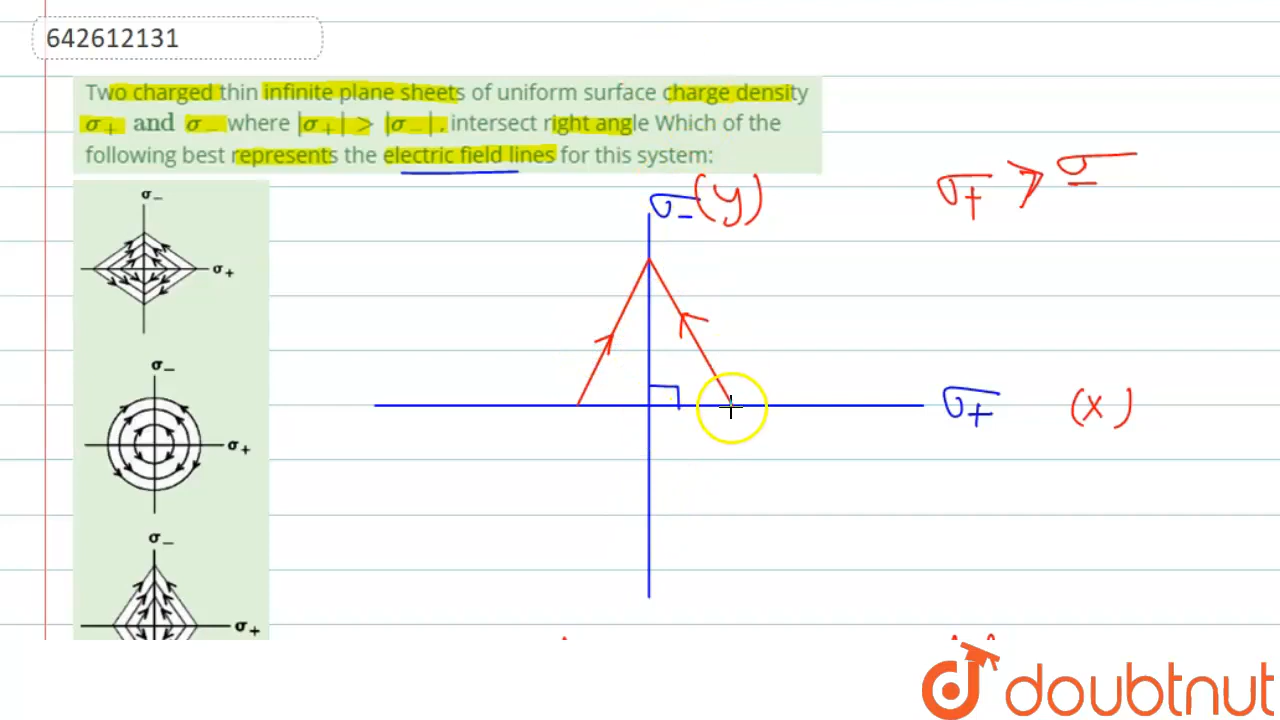 642612131
Two charged thin infinite plane sheets of uniform surface charge density
σ₊ and σ₋ where |σ₊| > |σ₋|, intersect right angle Which of the
following best represents the electric field lines for this system:
σ₋
σ₊
σ₋
σ₊
σ₋
σ₊
σ₋ (y)
σ₊ > σ₋
σ₊ (x)
doubtnut